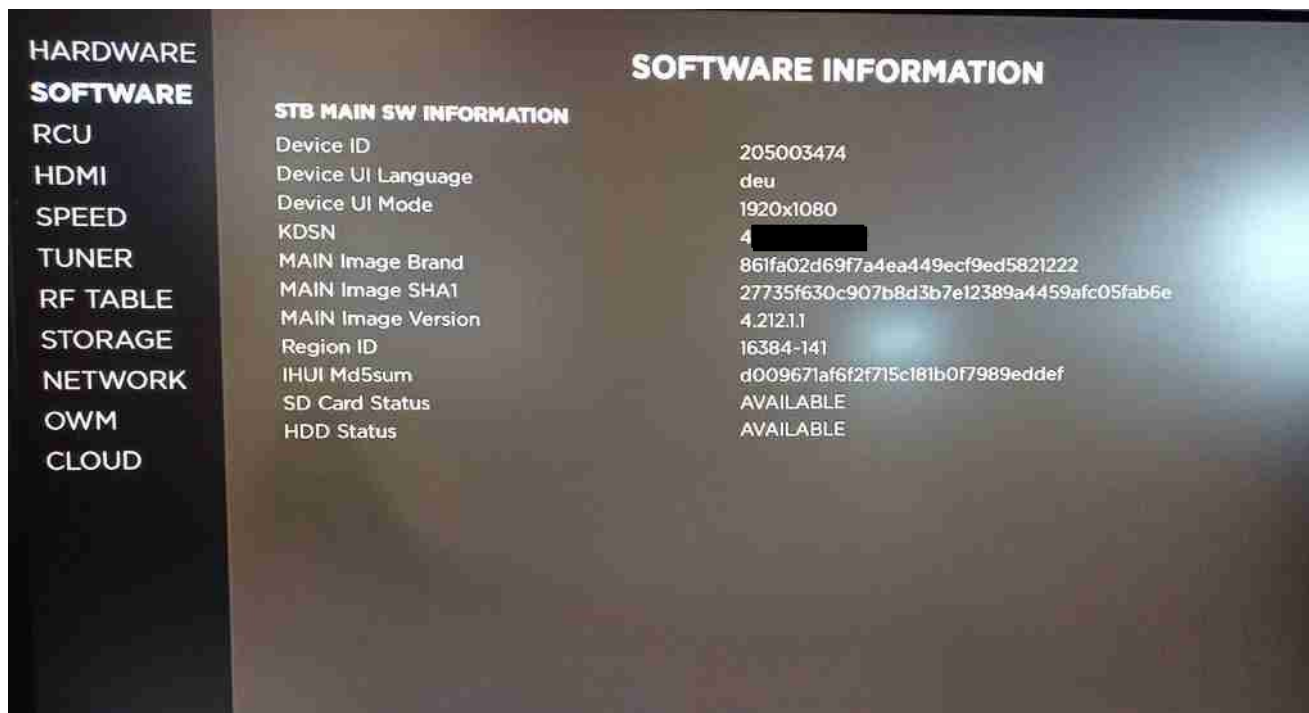 HARDWARE
SOFTWARE
RCU
HDMI
SPEED
TUNER
RF TABLE
STORAGE
NETWORK
OWM
CLOUD
SOFTWARE INFORMATION
STB MAIN SW INFORMATION
Device ID 205003474
Device UI Language deu
Device UI Mode 1920x1080
KDSN 4
MAIN Image Brand 861fa02d69f7a4ea449ecf9ed5821222
MAIN Image SHA1 27735f630c907b8d3b7e12389a4459afc05fab6e
MAIN Image Version 4.212.1.1
Region ID 16384-141
IHUI Md5sum d009671af6f2f715c181b0f7989eddef
SD Card Status AVAILABLE
HDD Status AVAILABLE